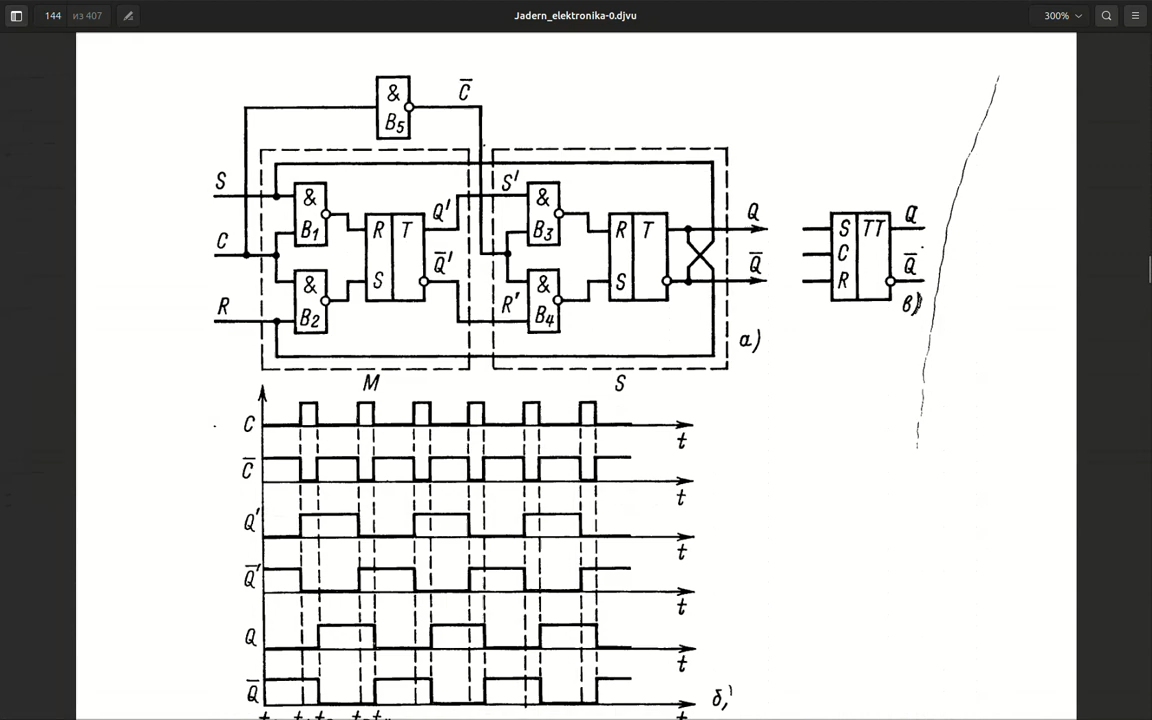 144 из 407
Jadern_elektronika-0.djvu
300%
&
B5
C̅
S
&
B1
R T
Q'
S'
&
B3
R T
Q
S C R TT
Q
Q̅
C
R
&
B2
S
Q̅'
R'
&
B4
S
Q̅
а)
в)
M
S
C
t
C̅
t
Q'
t
Q̅'
t
Q
t
Q̅
t
б)